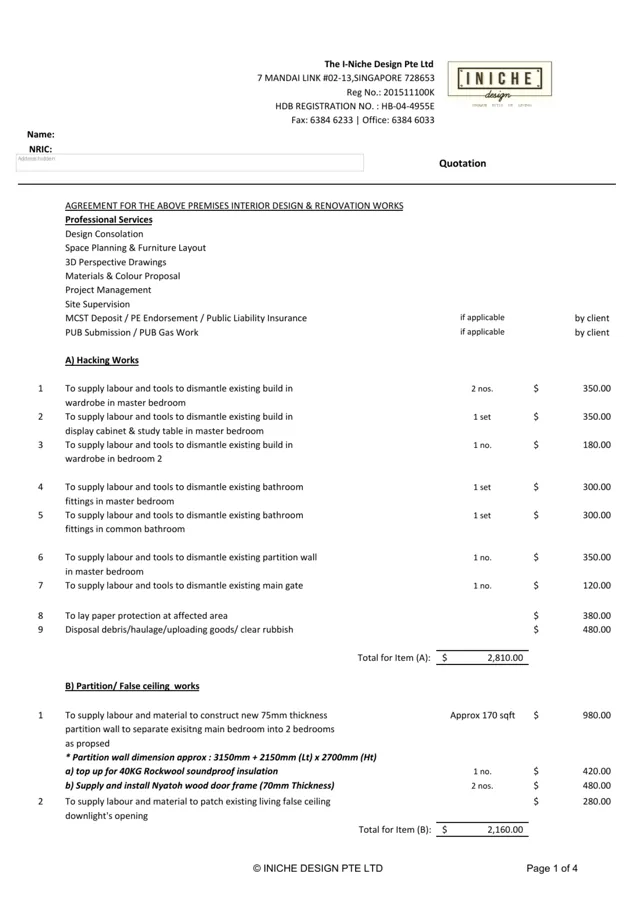 The I-Niche Design Pte Ltd
7 MANDAI LINK #02-13,SINGAPORE 728653
Reg No.: 201511100K
HDB REGISTRATION NO. : HB-04-4955E
Fax: 6384 6233 | Office: 6384 6033
INICHE
design
Name:
NRIC:
Address hidden
Quotation
AGREEMENT FOR THE ABOVE PREMISES INTERIOR DESIGN & RENOVATION WORKS
Professional Services
Design Consolation
Space Planning & Furniture Layout
3D Perspective Drawings
Materials & Colour Proposal
Project Management
Site Supervision
MCST Deposit / PE Endorsement / Public Liability Insurance if applicable by client
PUB Submission / PUB Gas Work if applicable by client
A) Hacking Works
1 To supply labour and tools to dismantle existing build in 2 nos. $ 350.00
wardrobe in master bedroom
2 To supply labour and tools to dismantle existing build in 1 set $ 350.00
display cabinet & study table in master bedroom
3 To supply labour and tools to dismantle existing build in 1 no. $ 180.00
wardrobe in bedroom 2
4 To supply labour and tools to dismantle existing bathroom 1 set $ 300.00
fittings in master bedroom
5 To supply labour and tools to dismantle existing bathroom 1 set $ 300.00
fittings in common bathroom
6 To supply labour and tools to dismantle existing partition wall 1 no. $ 350.00
in master bedroom
7 To supply labour and tools to dismantle existing main gate 1 no. $ 120.00
8 To lay paper protection at affected area $ 380.00
9 Disposal debris/haulage/uploading goods/ clear rubbish $ 480.00
Total for Item (A): $ 2,810.00
B) Partition/ False ceiling works
1 To supply labour and material to construct new 75mm thickness Approx 170 sqft $ 980.00
partition wall to separate exisitng main bedroom into 2 bedrooms
as propsed
* Partition wall dimension approx : 3150mm + 2150mm (Lt) x 2700mm (Ht)
a) top up for 40KG Rockwool soundproof insulation 1 no. $ 420.00
b) Supply and install Nyatoh wood door frame (70mm Thickness) 2 nos. $ 480.00
2 To supply labour and material to patch existing living false ceiling $ 280.00
downlight's opening
Total for Item (B): $ 2,160.00
© INICHE DESIGN PTE LTD Page 1 of 4